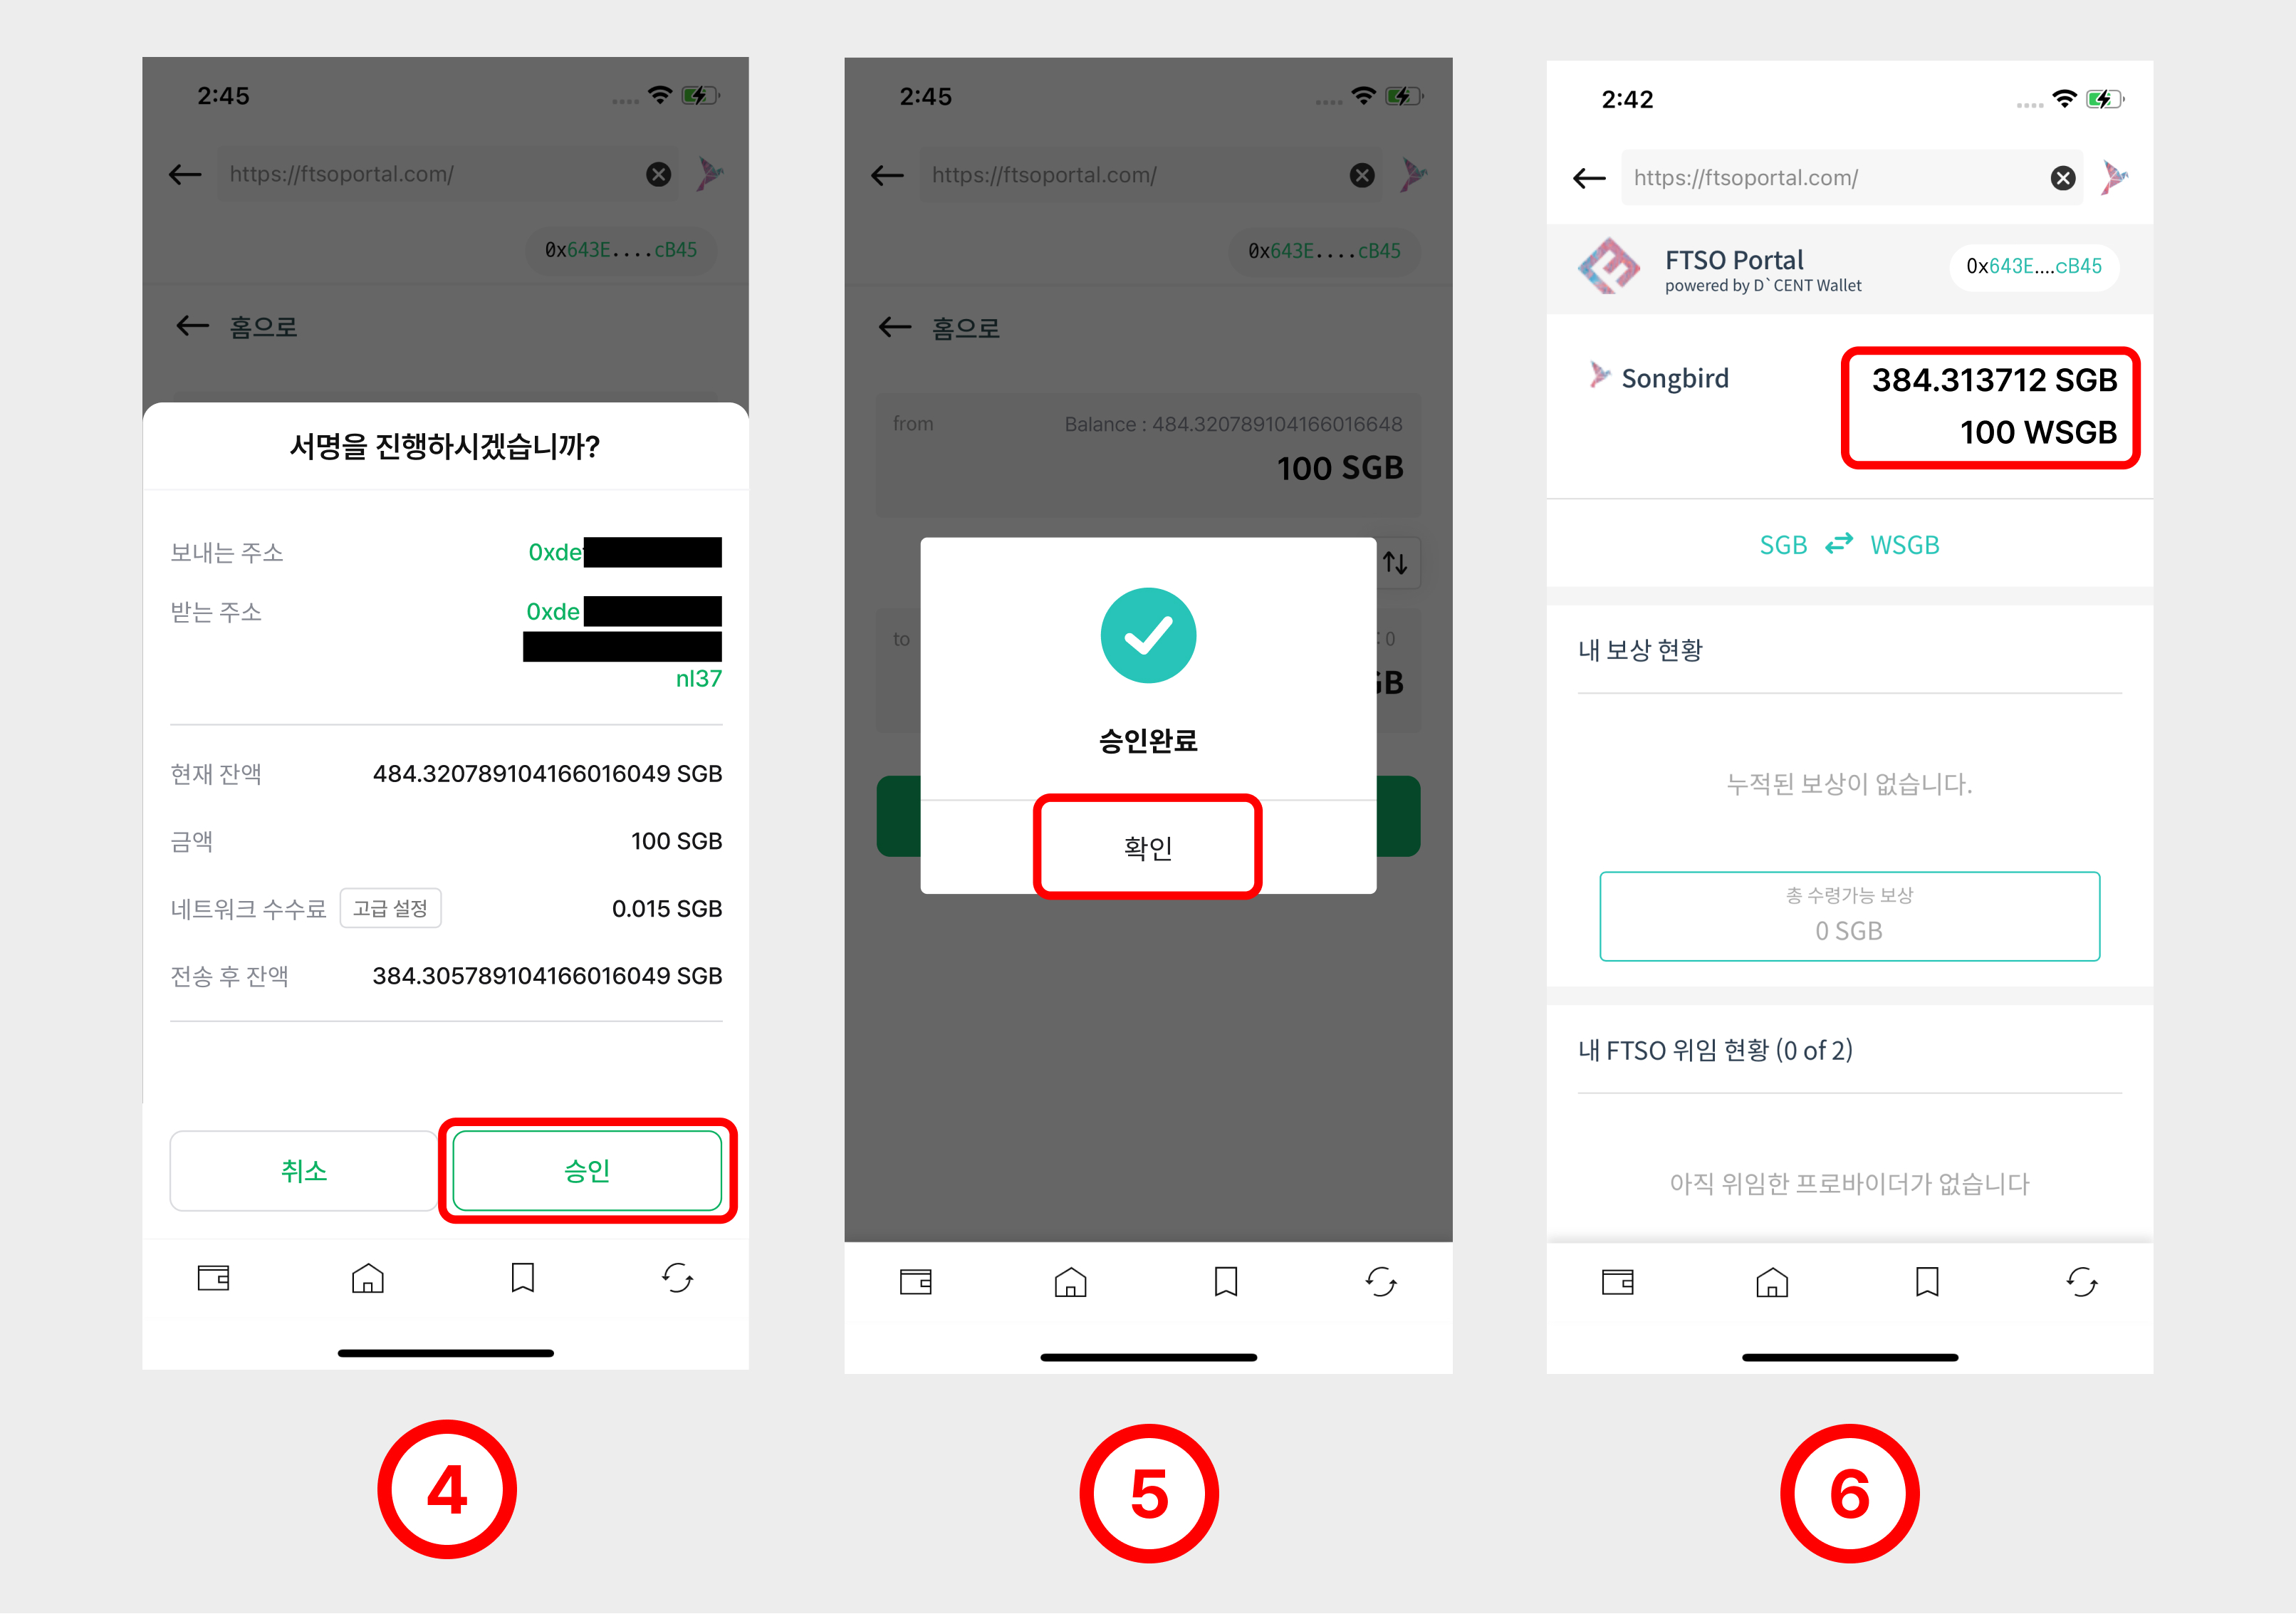 2:45
https://ftsoportal.com/
0x643E....cB45
홈으로
서명을 진행하시겠습니까?
보내는 주소 0xde
받는 주소 0xde
nl37
현재 잔액 484.320789104166016049 SGB
금액 100 SGB
네트워크 수수료 고급 설정 0.015 SGB
전송 후 잔액 384.305789104166016049 SGB
취소 승인
4
2:45
https://ftsoportal.com/
0x643E....cB45
홈으로
from Balance : 484.320789104166016648
100 SGB
to : 0
GB
승인완료
확인
5
2:42
https://ftsoportal.com/
FTSO Portal
powered by D`CENT Wallet
0x643E....cB45
Songbird 384.313712 SGB
100 WSGB
SGB WSGB
내 보상 현황
누적된 보상이 없습니다.
총 수령가능 보상
0 SGB
내 FTSO 위임 현황 (0 of 2)
아직 위임한 프로바이더가 없습니다
6